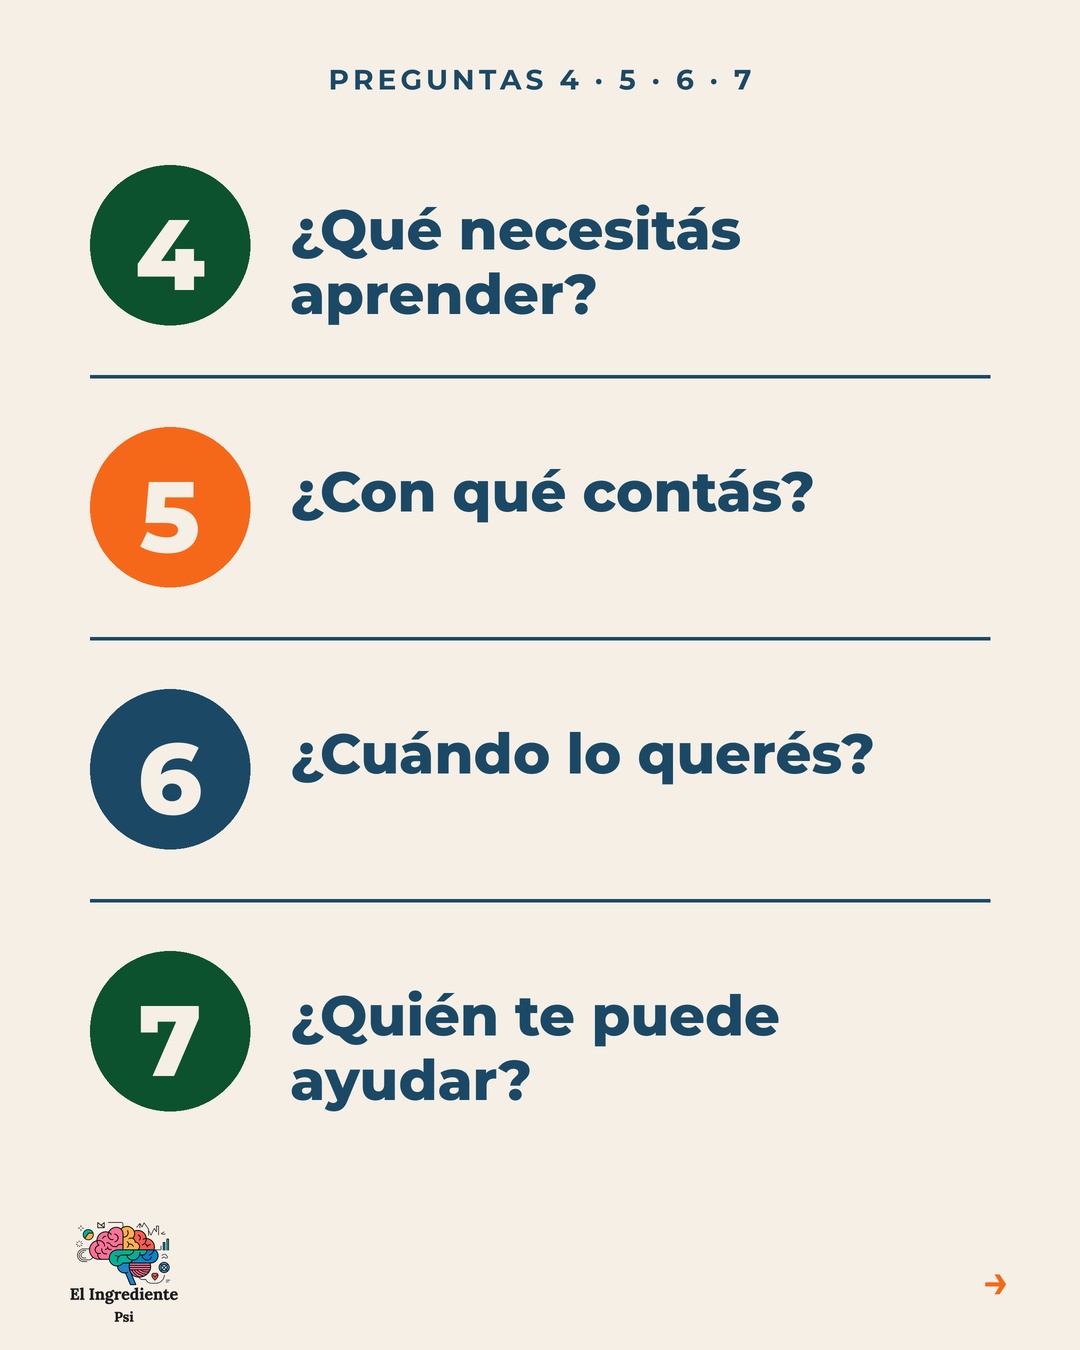 PREGUNTAS 4 · 5 · 6 · 7
4
¿Qué necesitás
aprender?
5
¿Con qué contás?
6
¿Cuándo lo querés?
7
¿Quién te puede
ayudar?
El Ingrediente
Psi